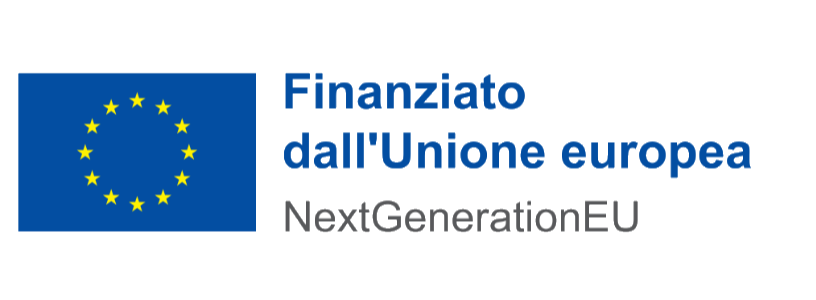 Finanziato
dall'Unione europea
NextGenerationEU